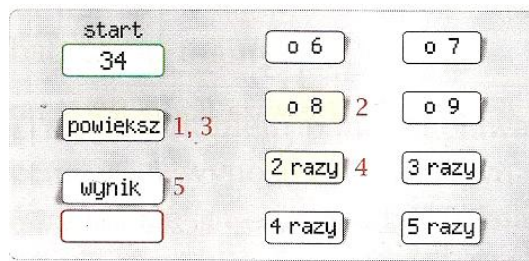 start
34
powiększ 1, 3
wynik 5
o 6 o 7
o 8 2 o 9
2 razy 4 3 razy
4 razy 5 razy